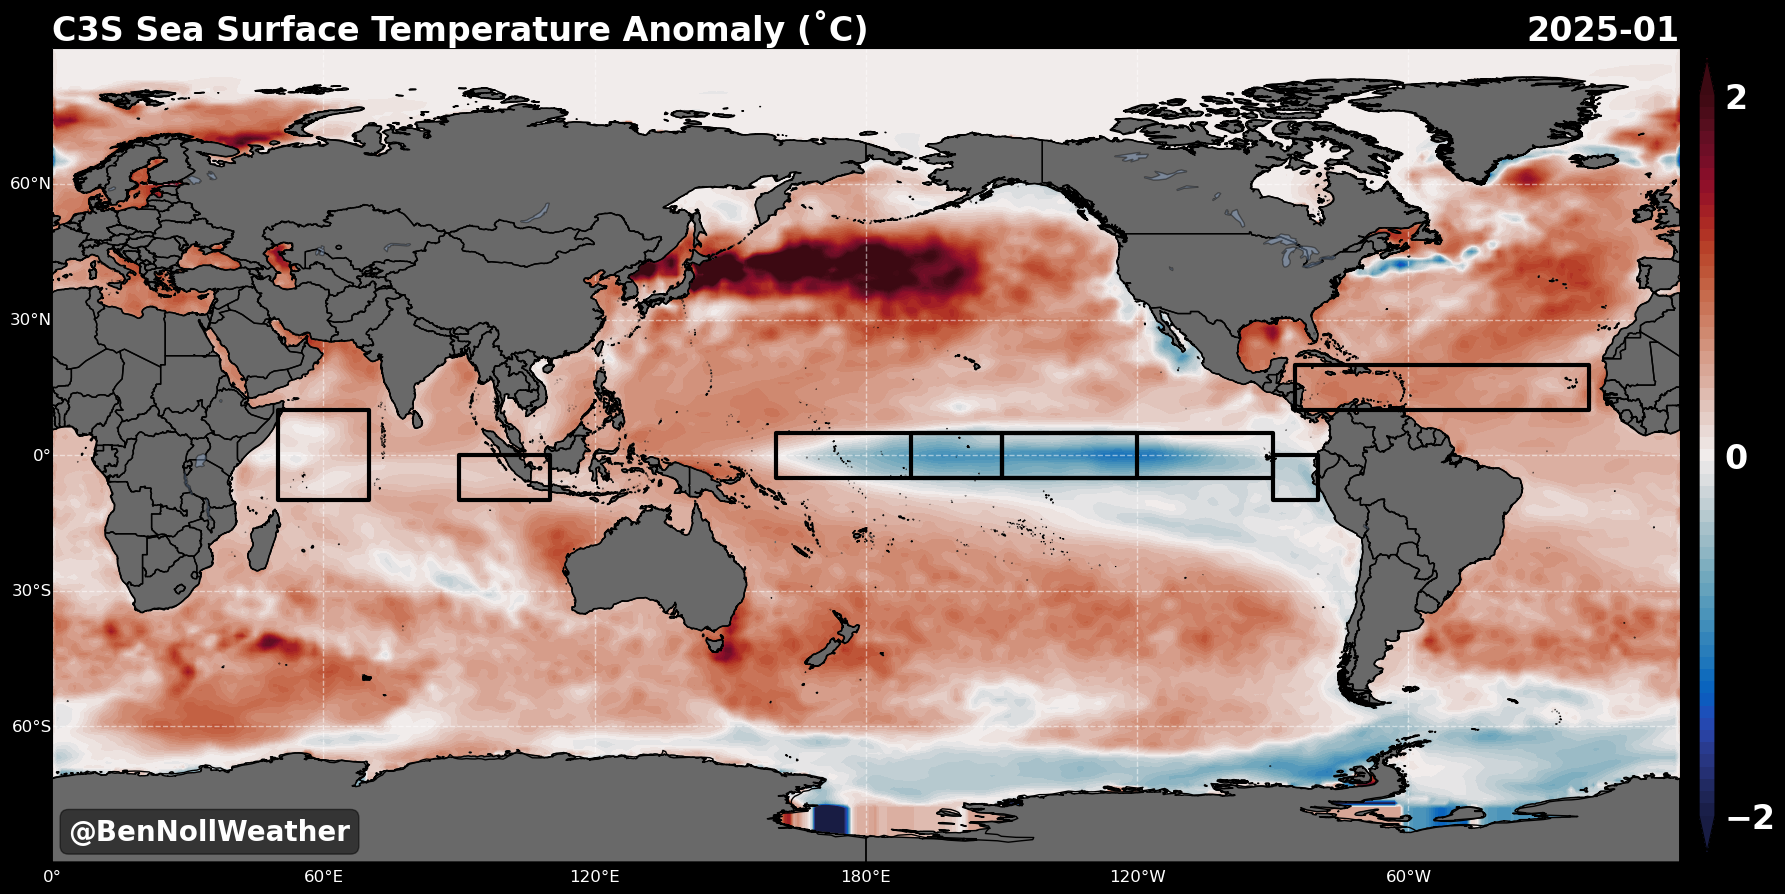 C3S Sea Surface Temperature Anomaly (˚C)
2025-01
2
0
−2
60°N
30°N
0°
30°S
60°S
@BenNollWeather
0°
60°E
120°E
180°E
120°W
60°W